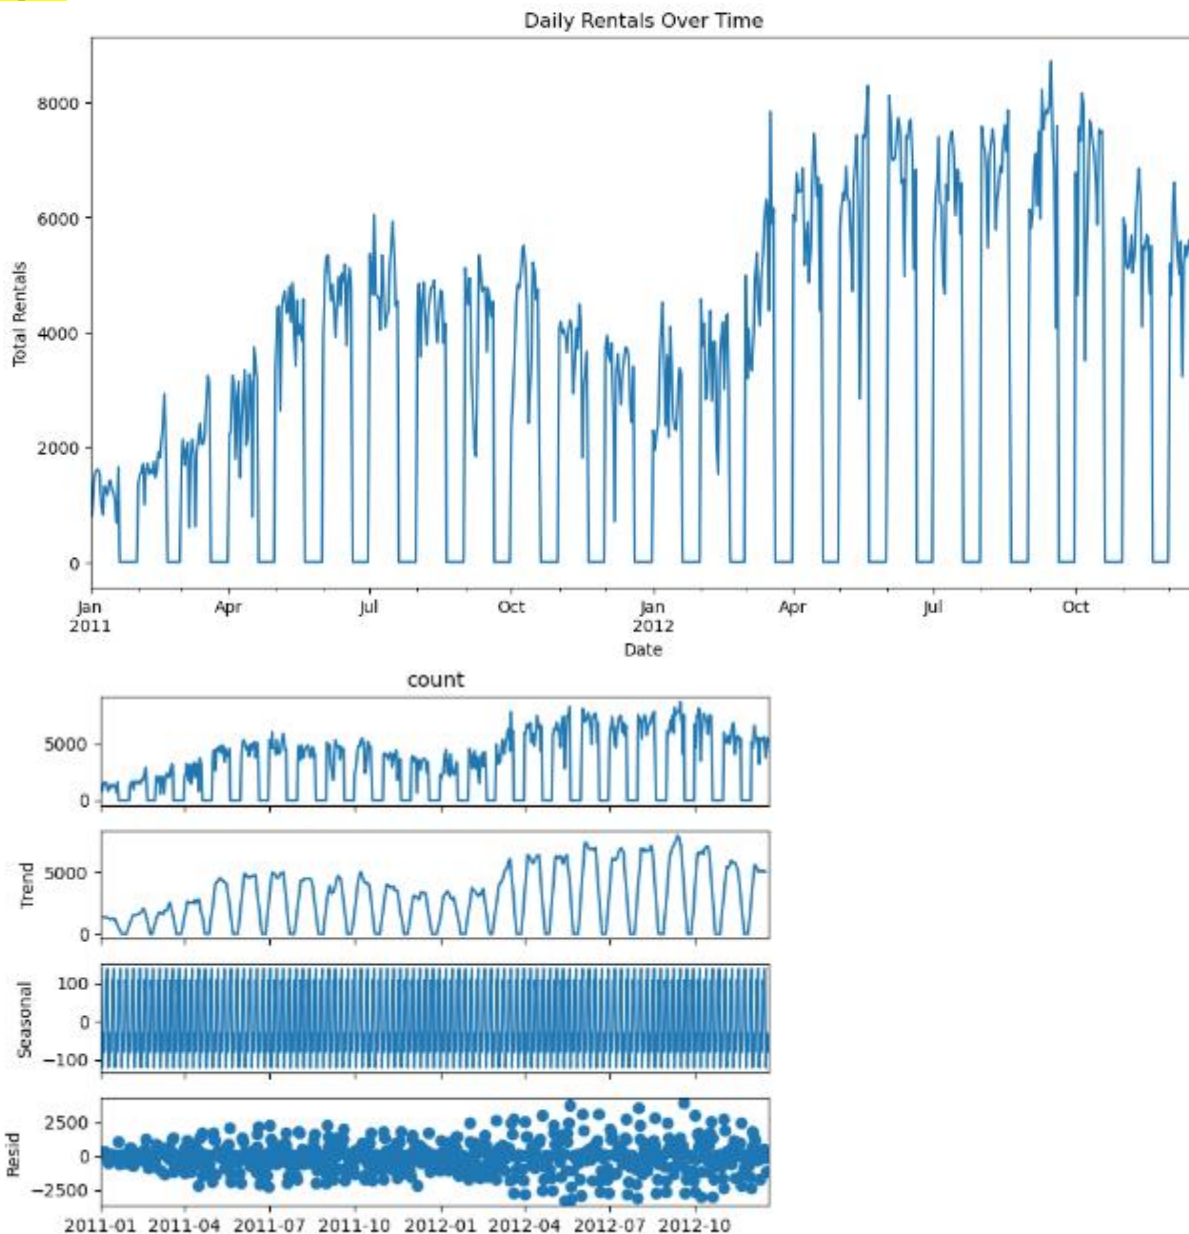 Daily Rentals Over Time
8000
6000
4000
2000
0
Total Rentals
Jan Apr Jul Oct Jan Apr Jul Oct
2011 2012
Date
count
5000
0
5000
0
Trend
100
0
−100
Seasonal
2500
0
−2500
Resid
2011-01 2011-04 2011-07 2011-10 2012-01 2012-04 2012-07 2012-10